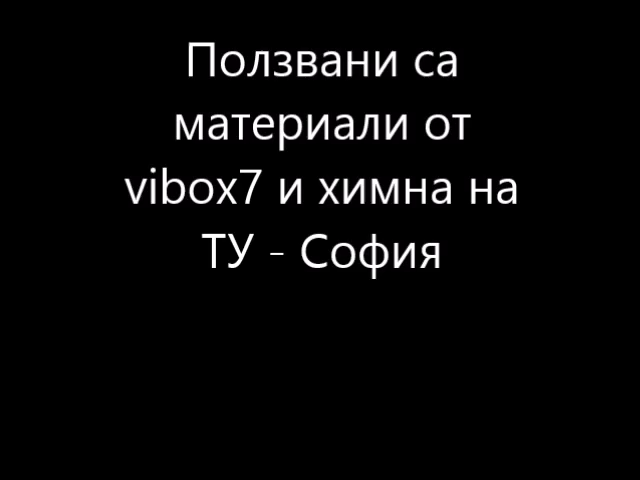 Ползвани са
материали от
vibox7 и химна на
ТУ - София